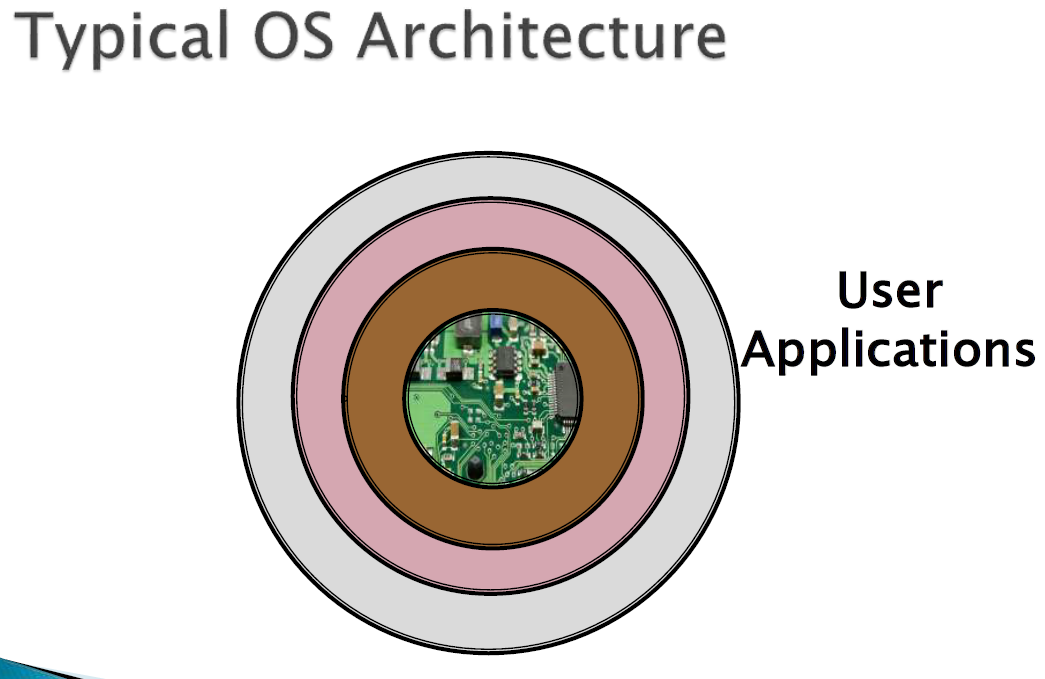 Typical OS Architecture
User
Applications